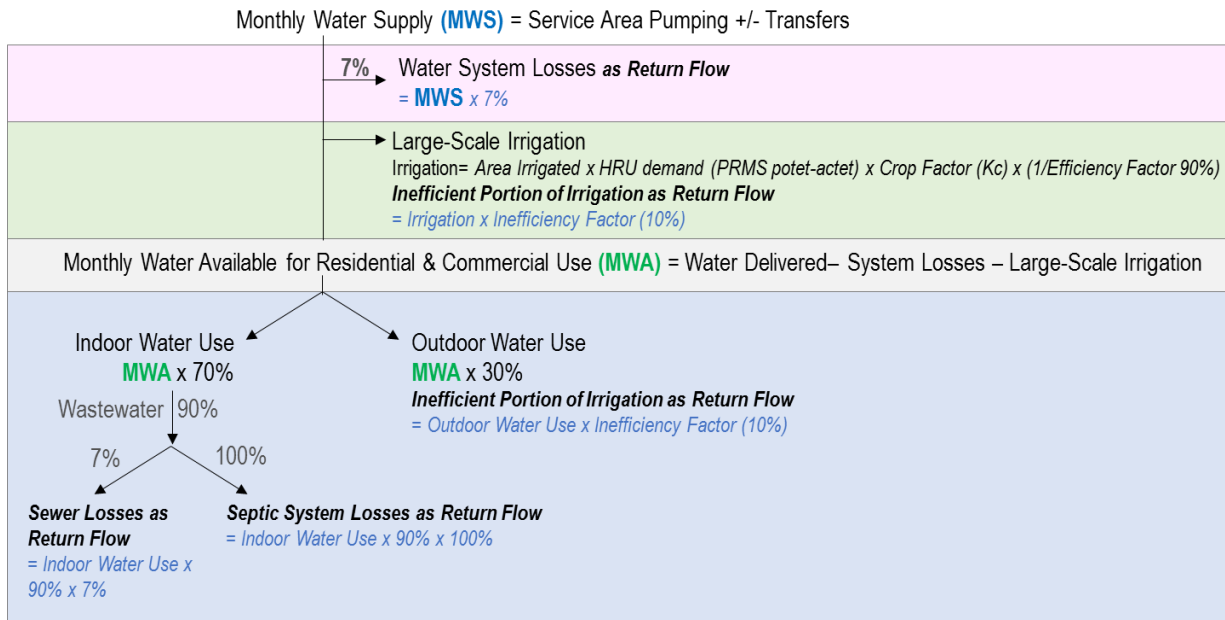 Monthly Water Supply (MWS) = Service Area Pumping +/- Transfers
7%
Water System Losses as Return Flow
= MWS x 7%
Large-Scale Irrigation
Irrigation= Area Irrigated x HRU demand (PRMS potet-actet) x Crop Factor (Kc) x (1/Efficiency Factor 90%)
Inefficient Portion of Irrigation as Return Flow
= Irrigation x Inefficiency Factor (10%)
Monthly Water Available for Residential & Commercial Use (MWA) = Water Delivered– System Losses – Large-Scale Irrigation
Indoor Water Use
MWA x 70%
Wastewater 90%
7%
100%
Sewer Losses as
Return Flow
= Indoor Water Use x
90% x 7%
Septic System Losses as Return Flow
= Indoor Water Use x 90% x 100%
Outdoor Water Use
MWA x 30%
Inefficient Portion of Irrigation as Return Flow
= Outdoor Water Use x Inefficiency Factor (10%)